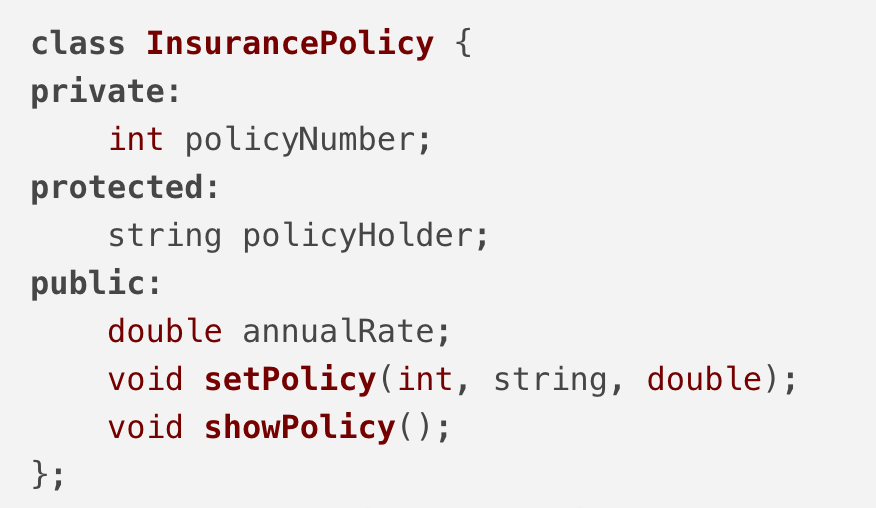 class InsurancePolicy {
private:
    int policyNumber;
protected:
    string policyHolder;
public:
    double annualRate;
    void setPolicy(int, string, double);
    void showPolicy();
};